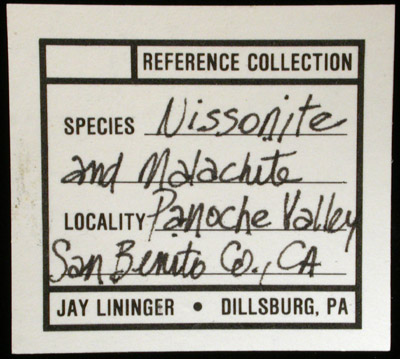 REFERENCE COLLECTION
SPECIES Nissonite
and Malachite
LOCALITY Panoche Valley
San Benito Co., CA
JAY LININGER • DILLSBURG, PA